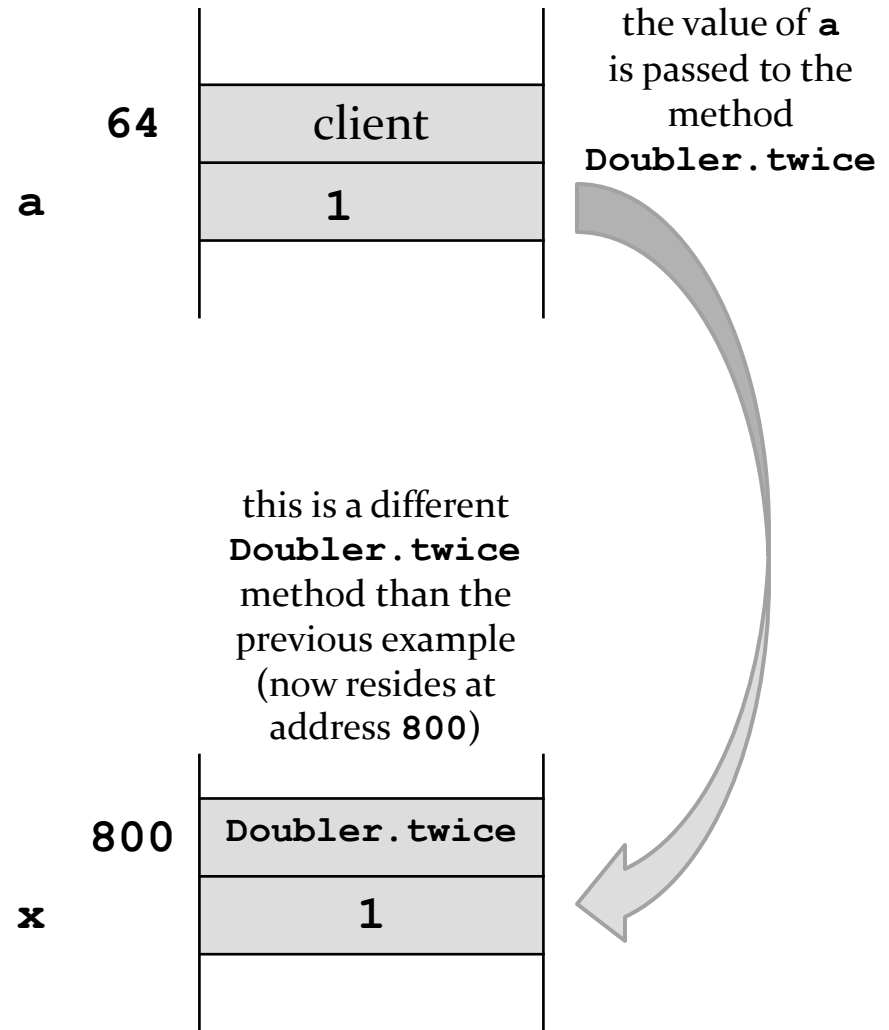 the value of a
is passed to the
method
Doubler.twice
64
client
a
1
this is a different
Doubler.twice
method than the
previous example
(now resides at
address 800)
800
Doubler.twice
x
1